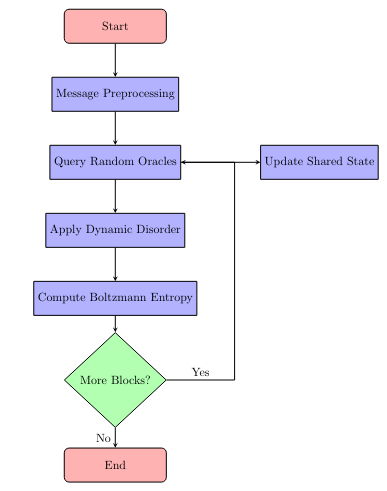 Start
Message Preprocessing
Query Random Oracles
Update Shared State
Apply Dynamic Disorder
Compute Boltzmann Entropy
More Blocks?
Yes
No
End